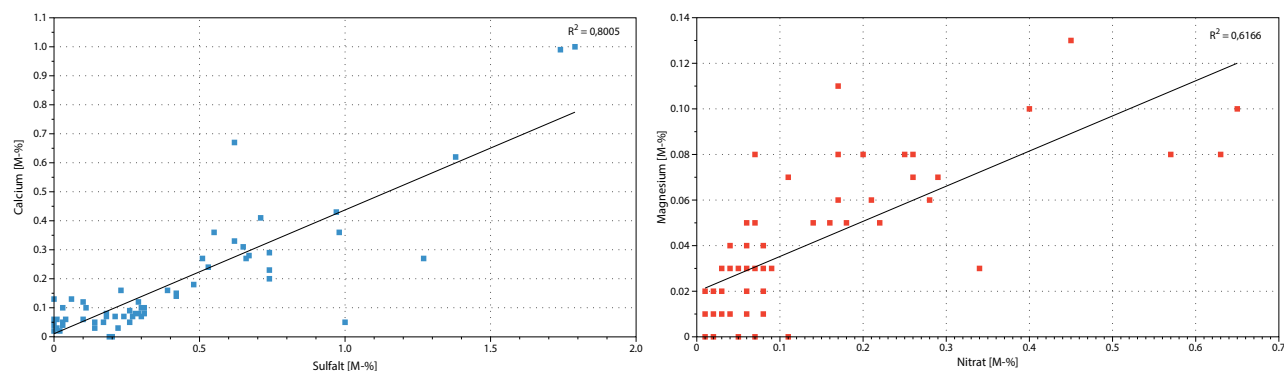 1.1
1.0
0.9
0.8
0.7
0.6
0.5
0.4
0.3
0.2
0.1
0
Calcium [M-%]
R² = 0,8005
0 0.5 1.0 1.5 2.0
Sulfalt [M-%]
0.14
0.12
0.10
0.08
0.06
0.04
0.02
0
Magnesium [M-%]
R² = 0,6166
0 0.1 0.2 0.3 0.4 0.5 0.6 0.7
Nitrat [M-%]